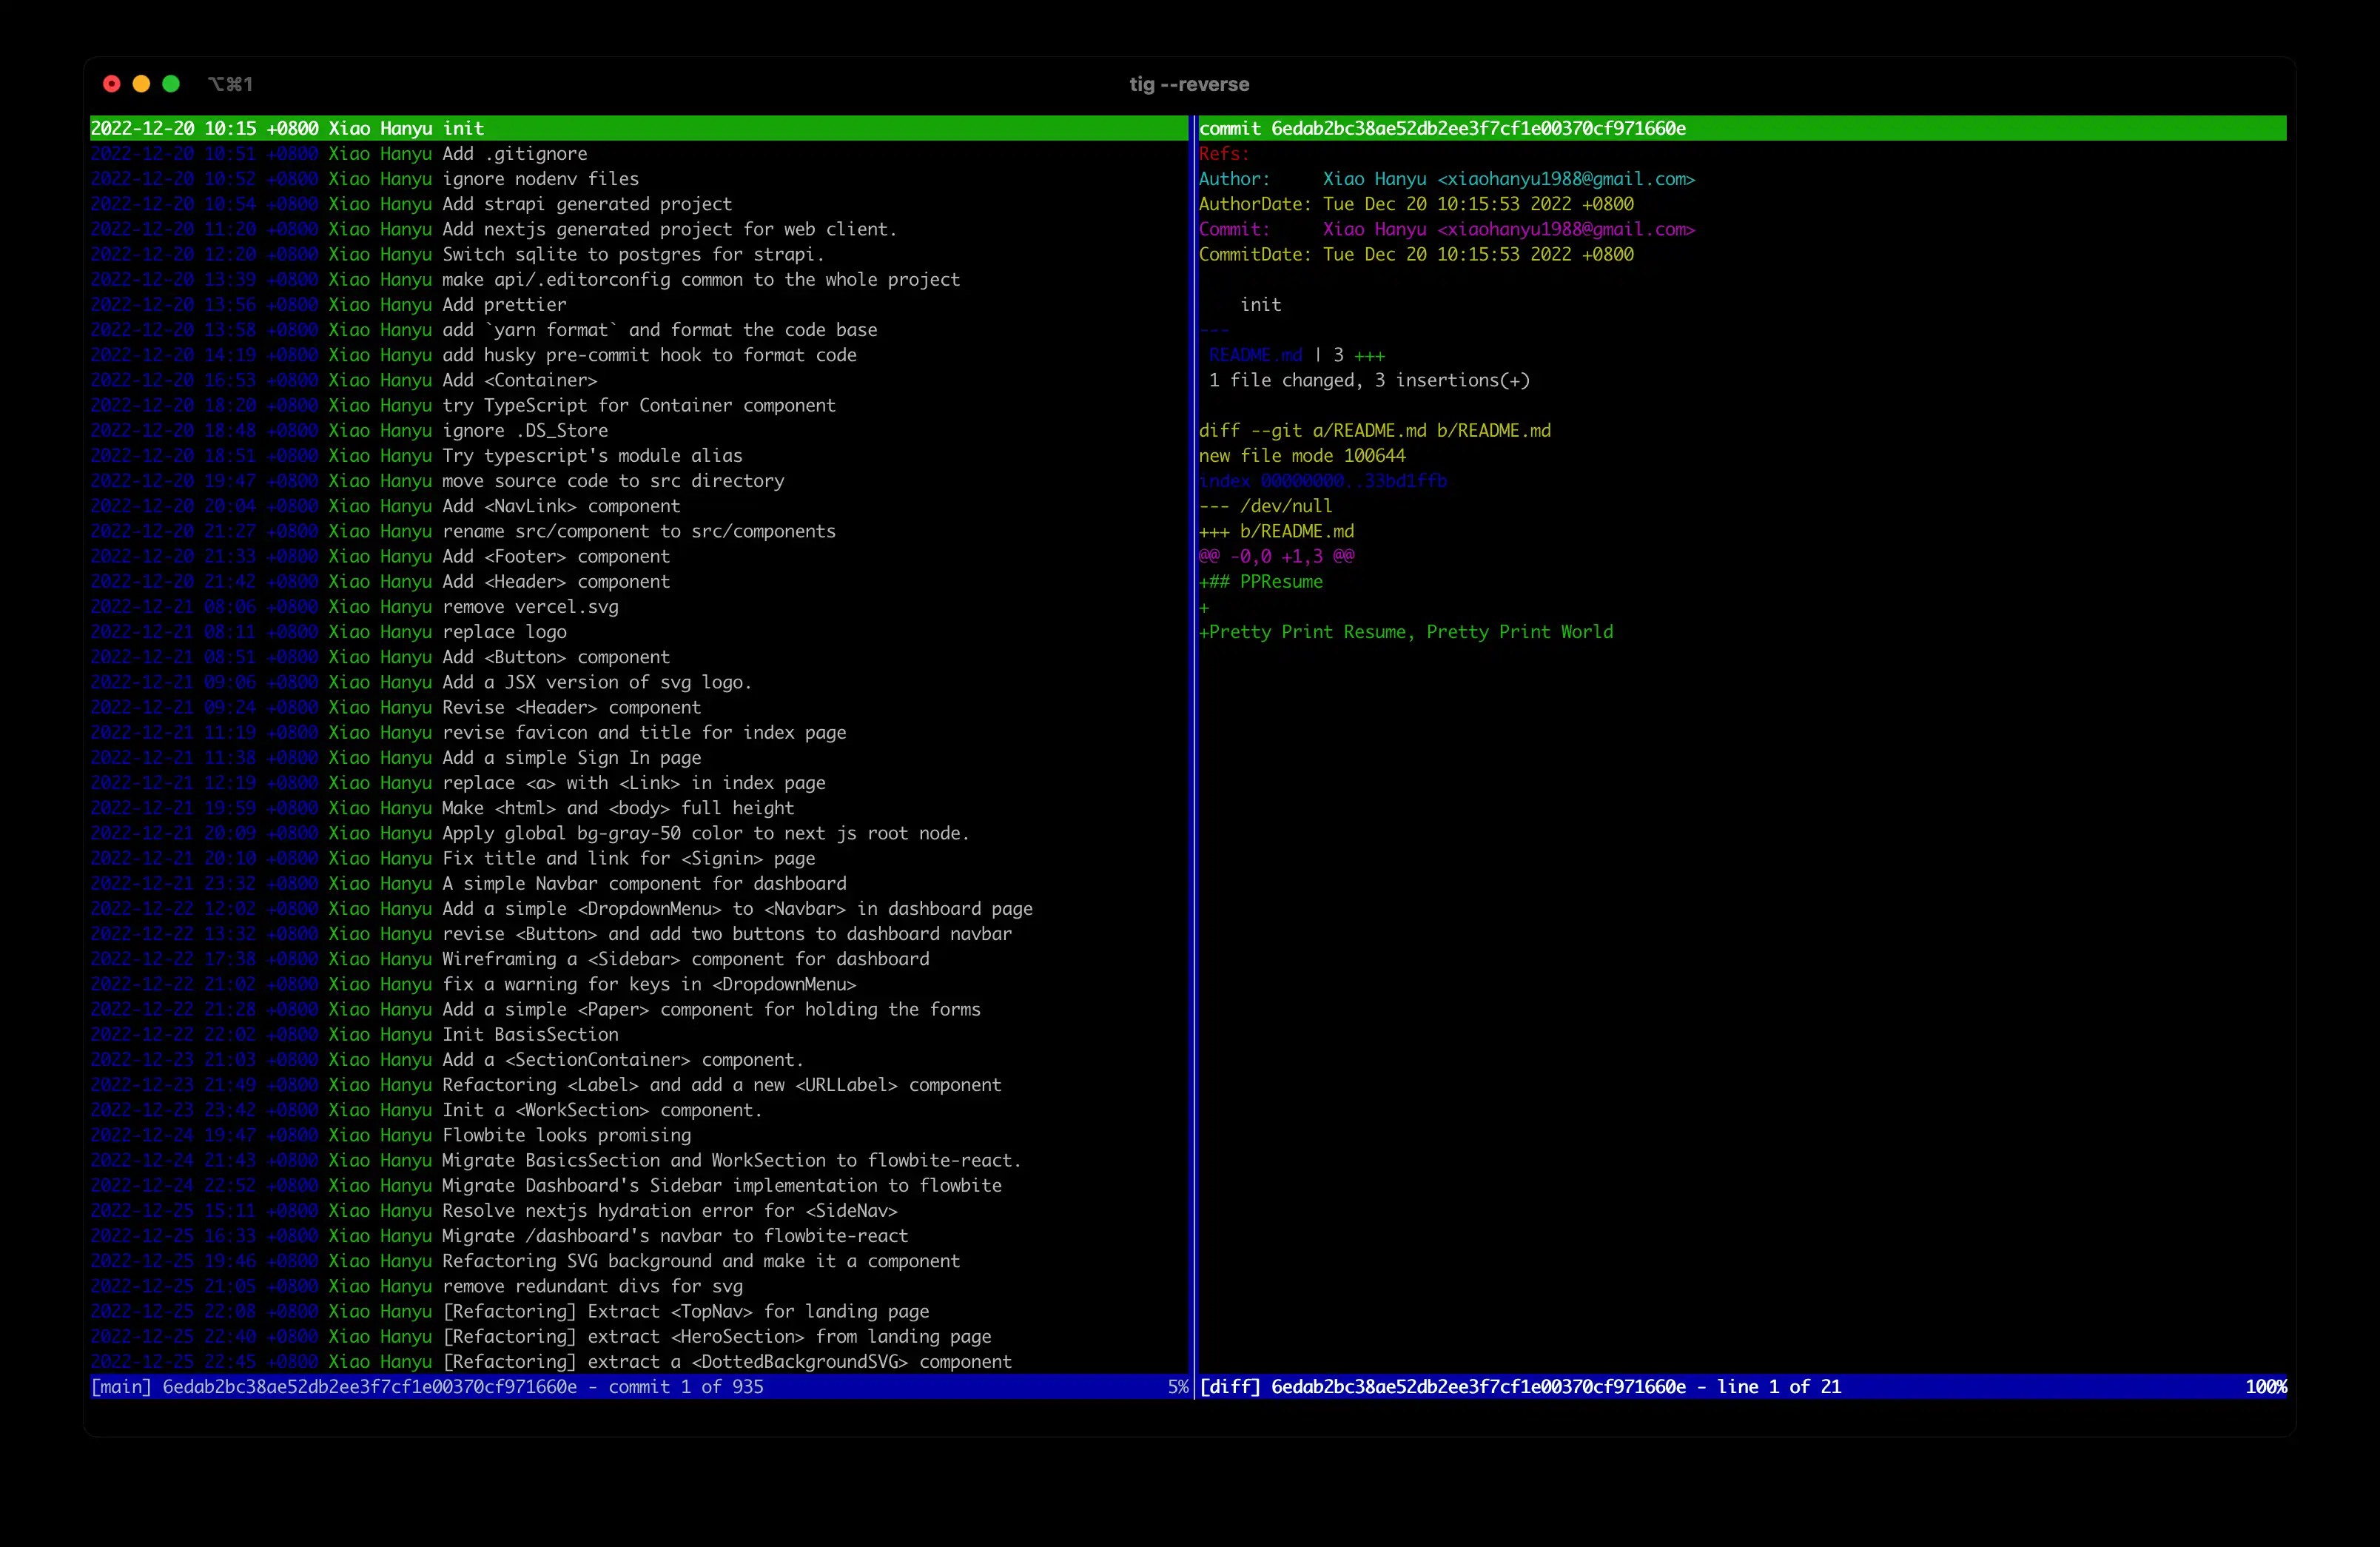 ⌥⌘1
tig --reverse
2022-12-20 10:15 +0800 Xiao Hanyu init
2022-12-20 10:51 +0800 Xiao Hanyu Add .gitignore
2022-12-20 10:52 +0800 Xiao Hanyu ignore nodenv files
2022-12-20 10:54 +0800 Xiao Hanyu Add strapi generated project
2022-12-20 11:20 +0800 Xiao Hanyu Add nextjs generated project for web client.
2022-12-20 12:20 +0800 Xiao Hanyu Switch sqlite to postgres for strapi.
2022-12-20 13:39 +0800 Xiao Hanyu make api/.editorconfig common to the whole project
2022-12-20 13:56 +0800 Xiao Hanyu Add prettier
2022-12-20 13:58 +0800 Xiao Hanyu add `yarn format` and format the code base
2022-12-20 14:19 +0800 Xiao Hanyu add husky pre-commit hook to format code
2022-12-20 16:53 +0800 Xiao Hanyu Add <Container>
2022-12-20 18:20 +0800 Xiao Hanyu try TypeScript for Container component
2022-12-20 18:48 +0800 Xiao Hanyu ignore .DS_Store
2022-12-20 18:51 +0800 Xiao Hanyu Try typescript's module alias
2022-12-20 19:47 +0800 Xiao Hanyu move source code to src directory
2022-12-20 20:04 +0800 Xiao Hanyu Add <NavLink> component
2022-12-20 21:27 +0800 Xiao Hanyu rename src/component to src/components
2022-12-20 21:33 +0800 Xiao Hanyu Add <Footer> component
2022-12-20 21:42 +0800 Xiao Hanyu Add <Header> component
2022-12-21 08:06 +0800 Xiao Hanyu remove vercel.svg
2022-12-21 08:11 +0800 Xiao Hanyu replace logo
2022-12-21 08:51 +0800 Xiao Hanyu Add <Button> component
2022-12-21 09:06 +0800 Xiao Hanyu Add a JSX version of svg logo.
2022-12-21 09:24 +0800 Xiao Hanyu Revise <Header> component
2022-12-21 11:19 +0800 Xiao Hanyu revise favicon and title for index page
2022-12-21 11:38 +0800 Xiao Hanyu Add a simple Sign In page
2022-12-21 12:19 +0800 Xiao Hanyu replace <a> with <Link> in index page
2022-12-21 19:59 +0800 Xiao Hanyu Make <html> and <body> full height
2022-12-21 20:09 +0800 Xiao Hanyu Apply global bg-gray-50 color to next js root node.
2022-12-21 20:10 +0800 Xiao Hanyu Fix title and link for <Signin> page
2022-12-21 23:32 +0800 Xiao Hanyu A simple Navbar component for dashboard
2022-12-22 12:02 +0800 Xiao Hanyu Add a simple <DropdownMenu> to <Navbar> in dashboard page
2022-12-22 13:32 +0800 Xiao Hanyu revise <Button> and add two buttons to dashboard navbar
2022-12-22 17:38 +0800 Xiao Hanyu Wireframing a <Sidebar> component for dashboard
2022-12-22 21:02 +0800 Xiao Hanyu fix a warning for keys in <DropdownMenu>
2022-12-22 21:28 +0800 Xiao Hanyu Add a simple <Paper> component for holding the forms
2022-12-22 22:02 +0800 Xiao Hanyu Init BasisSection
2022-12-23 21:03 +0800 Xiao Hanyu Add a <SectionContainer> component.
2022-12-23 21:49 +0800 Xiao Hanyu Refactoring <Label> and add a new <URLLabel> component
2022-12-23 23:42 +0800 Xiao Hanyu Init a <WorkSection> component.
2022-12-24 19:47 +0800 Xiao Hanyu Flowbite looks promising
2022-12-24 21:43 +0800 Xiao Hanyu Migrate BasicsSection and WorkSection to flowbite-react.
2022-12-24 22:52 +0800 Xiao Hanyu Migrate Dashboard's Sidebar implementation to flowbite
2022-12-25 15:11 +0800 Xiao Hanyu Resolve nextjs hydration error for <SideNav>
2022-12-25 16:33 +0800 Xiao Hanyu Migrate /dashboard's navbar to flowbite-react
2022-12-25 19:46 +0800 Xiao Hanyu Refactoring SVG background and make it a component
2022-12-25 21:05 +0800 Xiao Hanyu remove redundant divs for svg
2022-12-25 22:08 +0800 Xiao Hanyu [Refactoring] Extract <TopNav> for landing page
2022-12-25 22:40 +0800 Xiao Hanyu [Refactoring] extract <HeroSection> from landing page
2022-12-25 22:45 +0800 Xiao Hanyu [Refactoring] extract a <DottedBackgroundSVG> component
[main] 6edab2bc38ae52db2ee3f7cf1e00370cf971660e - commit 1 of 935 5%
commit 6edab2bc38ae52db2ee3f7cf1e00370cf971660e
Refs:
Author: Xiao Hanyu <xiaohanyu1988@gmail.com>
AuthorDate: Tue Dec 20 10:15:53 2022 +0800
Commit: Xiao Hanyu <xiaohanyu1988@gmail.com>
CommitDate: Tue Dec 20 10:15:53 2022 +0800
init
---
README.md | 3 +++
1 file changed, 3 insertions(+)
diff --git a/README.md b/README.md
new file mode 100644
index 00000000..33bd1ffb
--- /dev/null
+++ b/README.md
@@ -0,0 +1,3 @@
+## PPResume
+
+Pretty Print Resume, Pretty Print World
[diff] 6edab2bc38ae52db2ee3f7cf1e00370cf971660e - line 1 of 21 100%